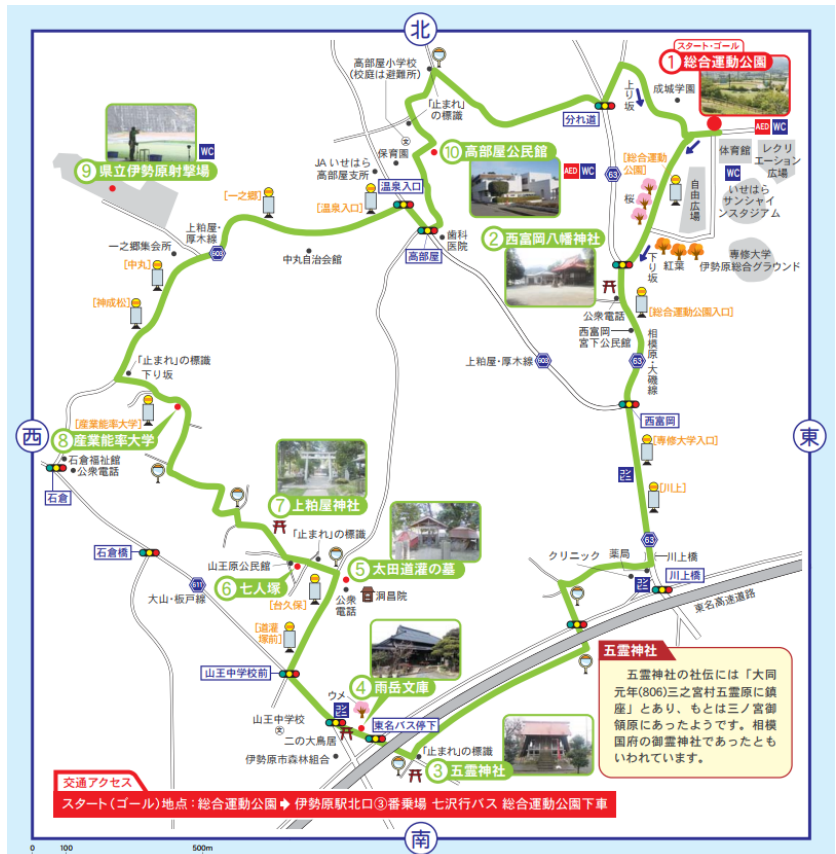 北
スタート・ゴール
①総合運動公園
高部屋小学校
(校庭は避難所)
上り坂
成城学園
「止まれ」
の標識
分れ道
AED WC
体育館
レクリ
エーション
広場
WC
⑨県立伊勢原射撃場
WC
保育園
JA いせはら
高部屋支所
⑩高部屋公民館
AED WC
63
[総合運動
公園]
桜
自由
広場
いせはら
サンシャイ
ンスタジアム
[一之郷]
温泉入口
[温泉入口]
上粕屋・
厚木線
一之郷集会所
603
中丸自治会館
高部屋
歯科
医院
②西富岡八幡神社
下り坂
紅葉
専修大学
伊勢原総合グラウンド
[中丸]
[神成松]
公衆電話
[総合運動公園入口]
西富岡
宮下公民館
相模原・大磯線
63
上粕屋・厚木線
603
「止まれ」の標識
下り坂
西富岡
西
東
[産業能率大学]
⑧産業能率大学
[専修大学入口]
石倉福祉館
公衆電話
石倉
コンビニ
[川上]
⑦上粕屋神社
石倉橋
「止まれ」の標識
山王原公民館
⑤太田道灌の墓
63
クリニック
薬局
川上橋
コンビニ
川上橋
⑥七人塚
611
大山・板戸線
[台久保]
公衆
電話
洞昌院
東名高速道路
[道灌
塚前]
山王中学校前
④雨岳文庫
ウメ
コンビニ
山王中学校
二の大鳥居
東名バス停下
伊勢原市森林組合
「止まれ」の標識
③五霊神社
五霊神社
五霊神社の社伝には「大同
元年(806)三之宮村五霊原に鎮
座」とあり、もとは三ノ宮御
領原にあったようです。相模
国府の御霊神社であったとも
いわれています。
交通アクセス
スタート(ゴール)地点:総合運動公園➡伊勢原駅北口③番乗場 七沢行バス 総合運動公園下車
南
0 100 500m